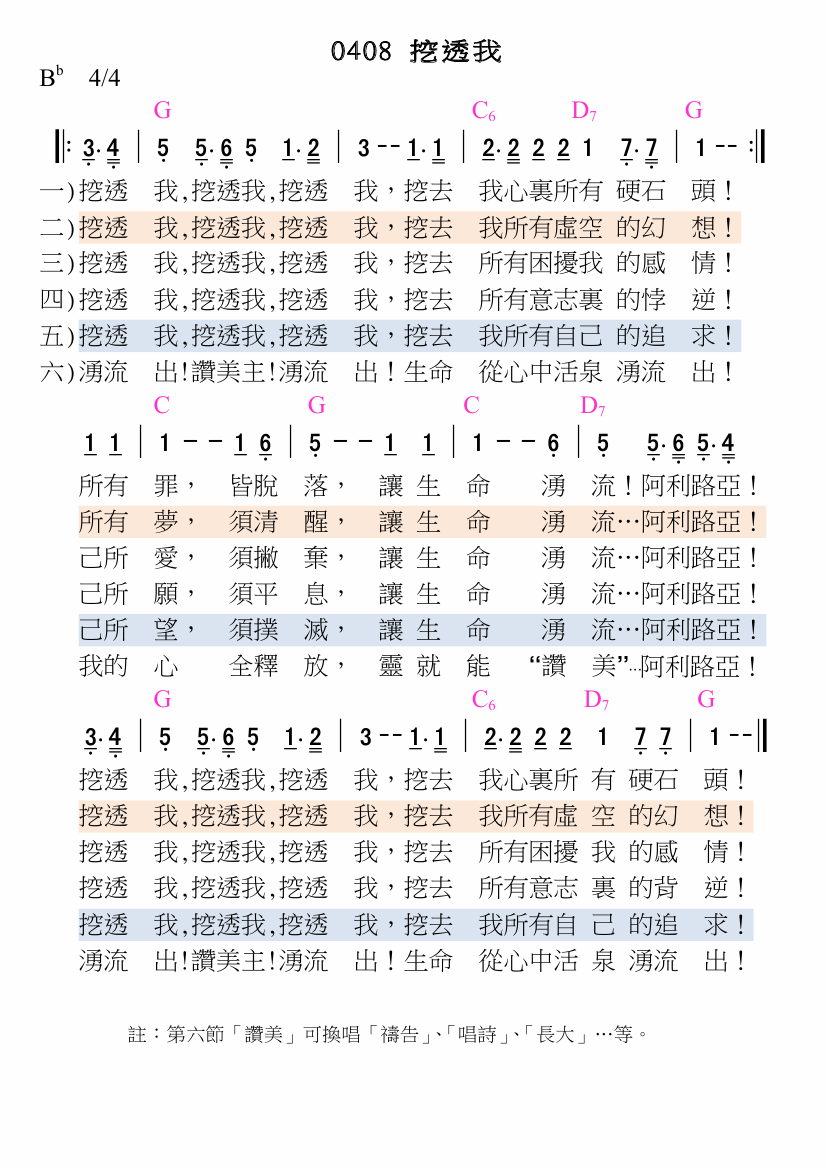 0408 挖透我
B♭ 4/4
G C6 D7 G
‖: 3·4 | 5 5·6 5 1·2 | 3--1·1 | 2·2 2 2 1 7·7 | 1-- :‖
一)挖透 我,挖透我,挖透 我，挖去 我心裏所有 硬石 頭！
二)挖透 我,挖透我,挖透 我，挖去 我所有虛空 的幻 想！
三)挖透 我,挖透我,挖透 我，挖去 所有困擾我 的感 情！
四)挖透 我,挖透我,挖透 我，挖去 所有意志裏 的悖 逆！
五)挖透 我,挖透我,挖透 我，挖去 我所有自己 的追 求！
六)湧流 出!讚美主!湧流 出！生命 從心中活泉 湧流 出！
C G C D7
1 1 | 1 - - 1 6 | 5 - - 1 1 | 1 - - 6 | 5 5·6 5·4
所有 罪， 皆脫 落， 讓 生 命 湧 流！阿利路亞！
所有 夢， 須清 醒， 讓 生 命 湧 流…阿利路亞！
己所 愛， 須撇 棄， 讓 生 命 湧 流…阿利路亞！
己所 願， 須平 息， 讓 生 命 湧 流…阿利路亞！
己所 望， 須撲 滅， 讓 生 命 湧 流…阿利路亞！
我的 心 全釋 放， 靈 就 能 “讚 美”…阿利路亞！
G C6 D7 G
3·4 | 5 5·6 5 1·2 | 3--1·1 | 2·2 2 2 1 7 7 | 1--‖
挖透 我,挖透我,挖透 我，挖去 我心裏所 有 硬石 頭！
挖透 我,挖透我,挖透 我，挖去 我所有虛 空 的幻 想！
挖透 我,挖透我,挖透 我，挖去 所有困擾 我 的感 情！
挖透 我,挖透我,挖透 我，挖去 所有意志 裏 的背 逆！
挖透 我,挖透我,挖透 我，挖去 我所有自 己 的追 求！
湧流 出!讚美主!湧流 出！生命 從心中活 泉 湧流 出！
註：第六節「讚美」可換唱「禱告」、「唱詩」、「長大」…等。